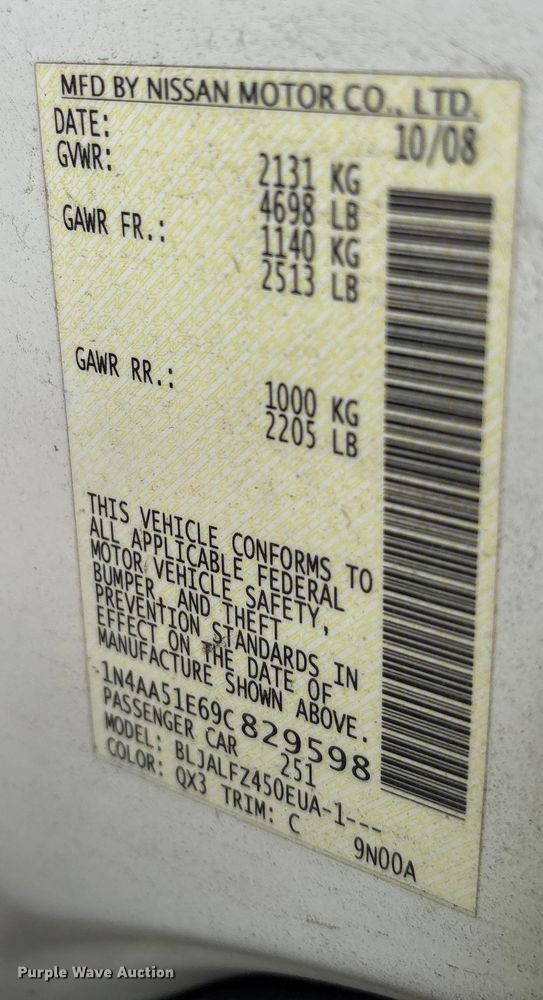 MFD BY NISSAN MOTOR CO., LTD.
DATE: 10/08
GVWR: 2131 KG
4698 LB
GAWR FR.: 1140 KG
2513 LB
GAWR RR.: 1000 KG
2205 LB
THIS VEHICLE CONFORMS TO
ALL APPLICABLE FEDERAL
MOTOR VEHICLE SAFETY,
BUMPER, AND THEFT
PREVENTION STANDARDS IN
EFFECT ON THE DATE OF
MANUFACTURE SHOWN ABOVE.
1N4AA51E69C829598
PASSENGER CAR 251
MODEL: BLJALFZ450EUA-1---
COLOR: QX3 TRIM: C 9N00A
Purple Wave Auction